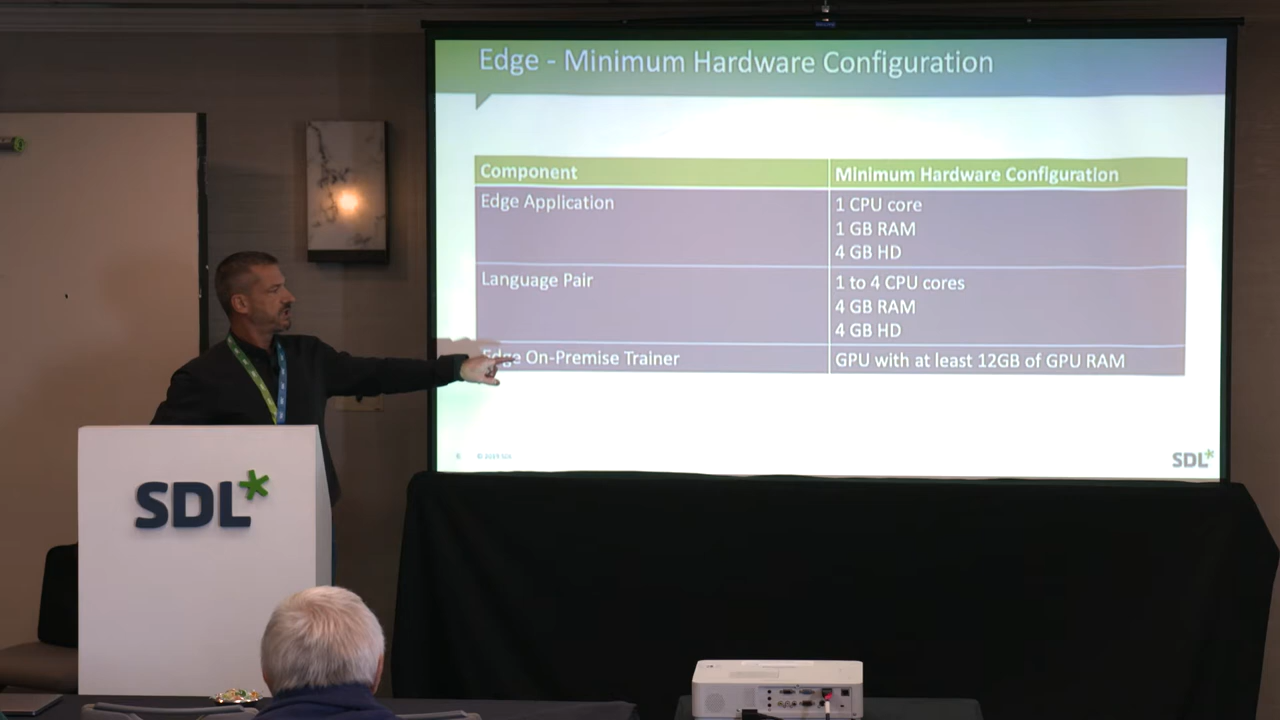 Edge - Minimum Hardware Configuration
Component
Minimum Hardware Configuration
Edge Application
1 CPU core
1 GB RAM
4 GB HD
Language Pair
1 to 4 CPU cores
4 GB RAM
4 GB HD
Edge On-Premise Trainer
GPU with at least 12GB of GPU RAM
SDL*
SDL*